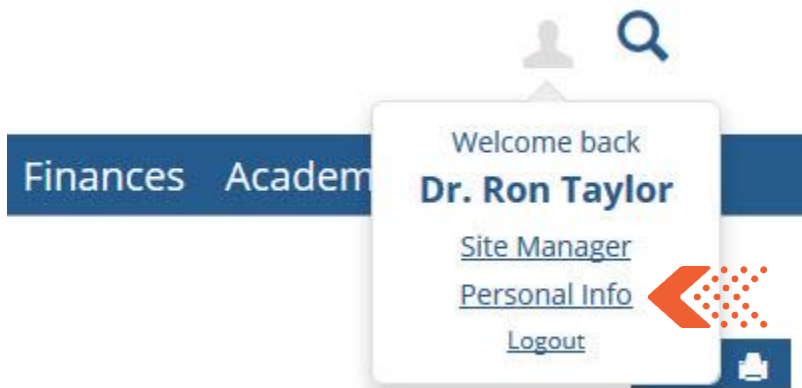 Welcome back
Finances Academ Dr. Ron Taylor
Site Manager
Personal Info
Logout